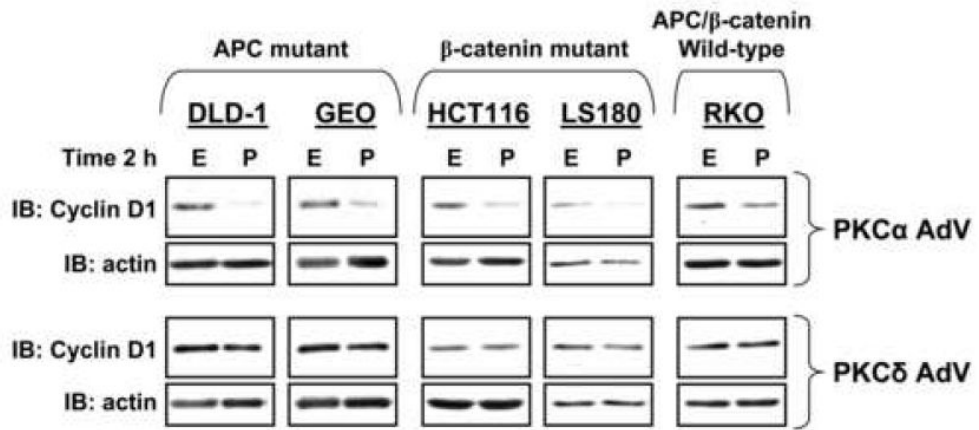 APC/β-catenin
APC mutant β-catenin mutant Wild-type
DLD-1 GEO HCT116 LS180 RKO
Time 2 h E P E P E P E P E P
IB: Cyclin D1
PKCα AdV
IB: actin
IB: Cyclin D1
PKCδ AdV
IB: actin